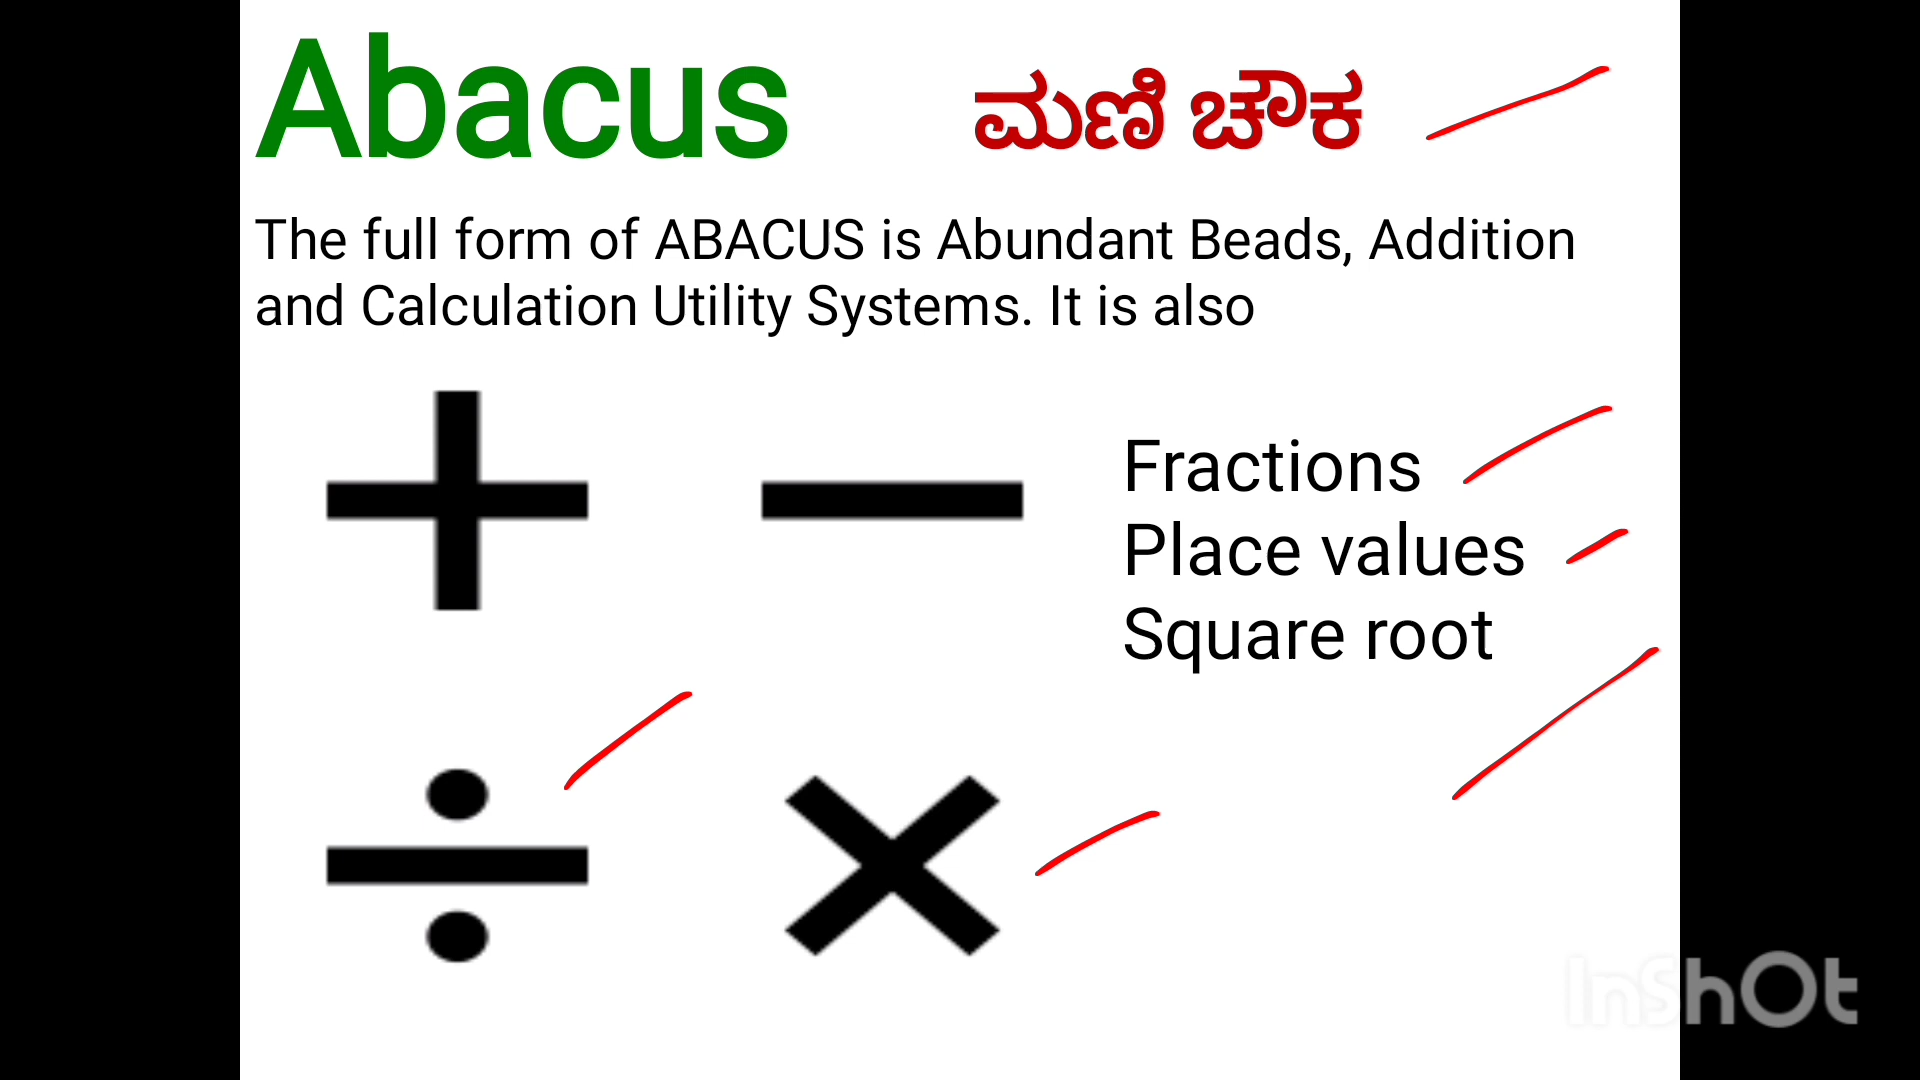 Abacus ಮಣಿ ಚೌಕ
The full form of ABACUS is Abundant Beads, Addition
and Calculation Utility Systems. It is also
+ −
Fractions
Place values
Square root
÷ ×
InShOt